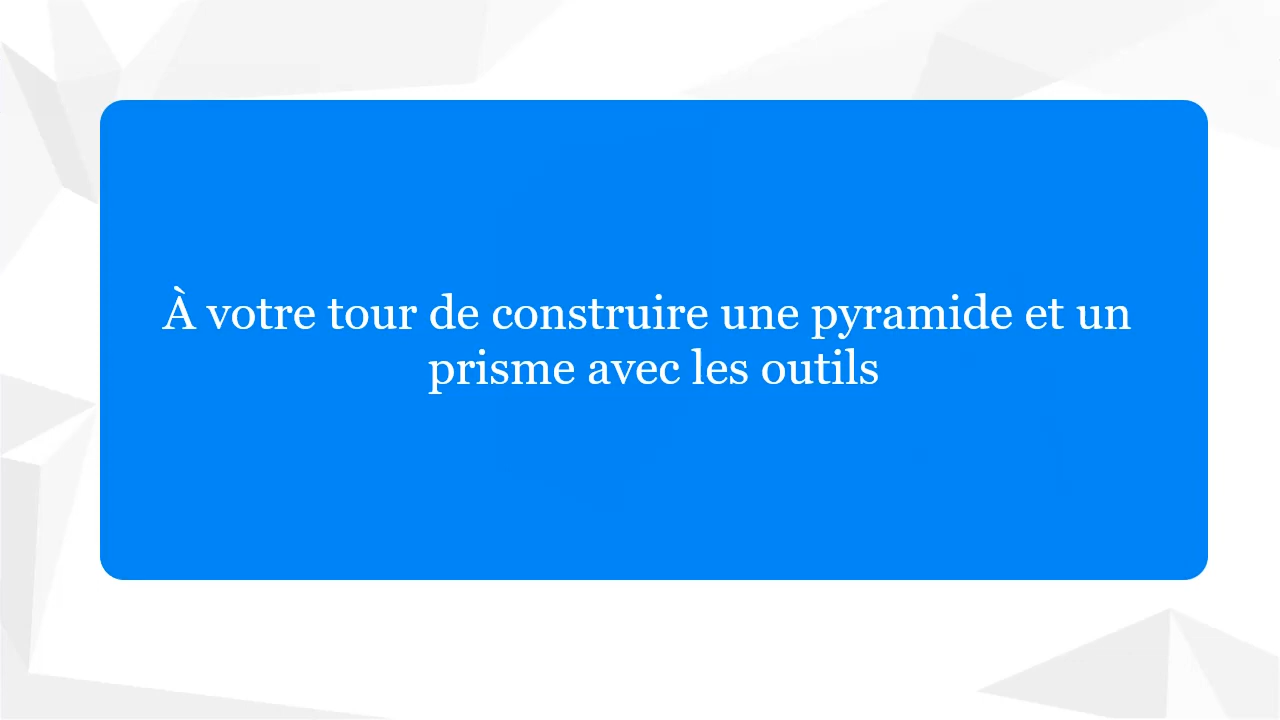 À votre tour de construire une pyramide et un
prisme avec les outils